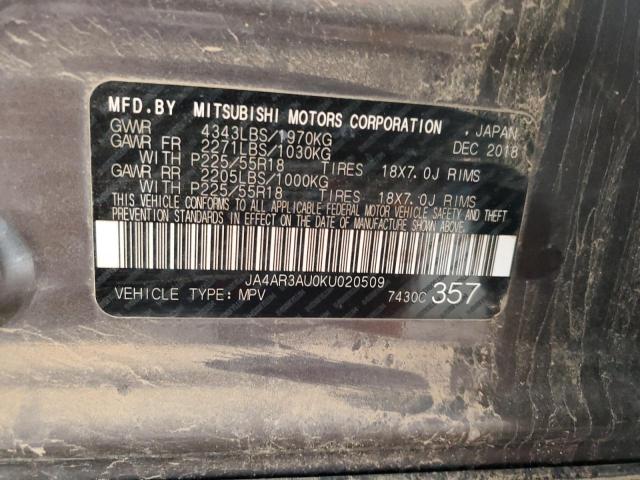 MFD.BY MITSUBISHI MOTORS CORPORATION , JAPAN
GVWR 4343LBS/1970KG DEC 2018
GAWR FR 2271LBS/1030KG
WITH P225/55R18 TIRES 18X7.0J RIMS
GAWR RR 2205LBS/1000KG
WITH P225/55R18 TIRES 18X7.0J RIMS
THIS VEHICLE CONFORMS TO ALL APPLICABLE FEDERAL MOTOR VEHICLE SAFETY AND THEFT
PREVENTION STANDARDS IN EFFECT ON THE DATE OF MANUFACTURE SHOWN ABOVE.
JA4AR3AU0KU020509
VEHICLE TYPE: MPV 7430C 357